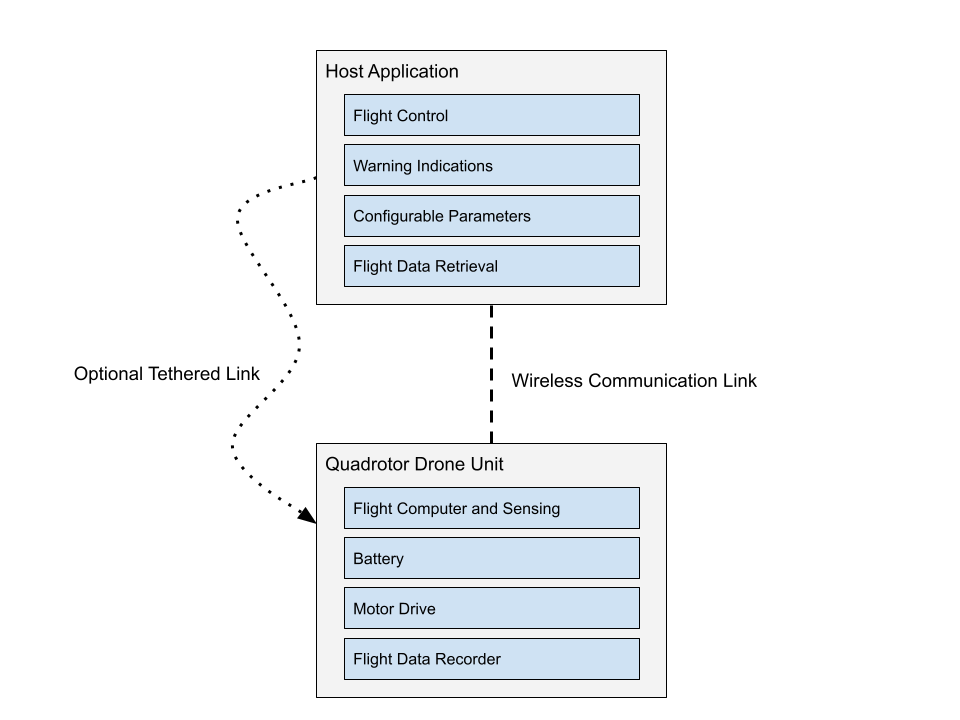 Host Application
Flight Control
Warning Indications
Configurable Parameters
Flight Data Retrieval
Optional Tethered Link
Wireless Communication Link
Quadrotor Drone Unit
Flight Computer and Sensing
Battery
Motor Drive
Flight Data Recorder